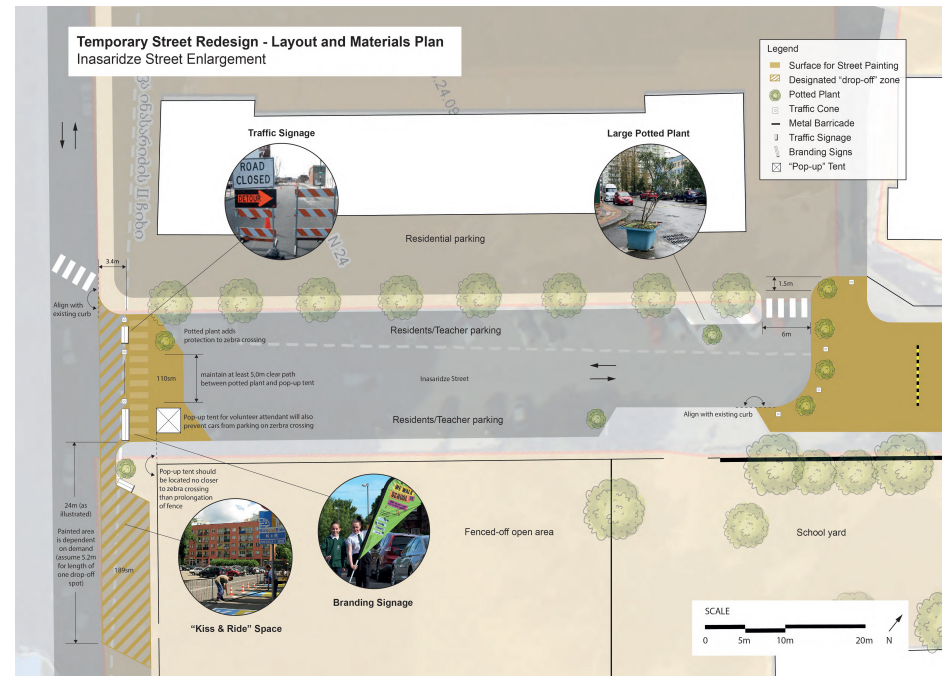 Temporary Street Redesign - Layout and Materials Plan
Inasaridze Street Enlargement
Legend
Surface for Street Painting
Designated “drop-off” zone
Potted Plant
Traffic Cone
Metal Barricade
Traffic Signage
Branding Signs
“Pop-up” Tent
Traffic Signage
Large Potted Plant
ROAD
CLOSED
DETOUR
N24
Residential parking
3.4m
1.5m
6m
Align with
existing curb
Potted plant adds
protection to zebra crossing
Residents/Teacher parking
110sm
maintain at least 5,0m clear path
between potted plant and pop-up tent
Inasaridze Street
Pop-up tent for volunteer attendant will also
prevent cars from parking on zebra crossing
Residents/Teacher parking
Align with existing curb
Pop-up tent should
be located no closer
to zebra crossing
than prolongation
of fence
24m (as
illustrated)
Painted area
is dependent
on demand
(assume 5.2m
for length of
one drop-off
spot)
189sm
Fenced-off open area
School yard
“Kiss & Ride” Space
Branding Signage
SCALE
0 5m 10m 20m N